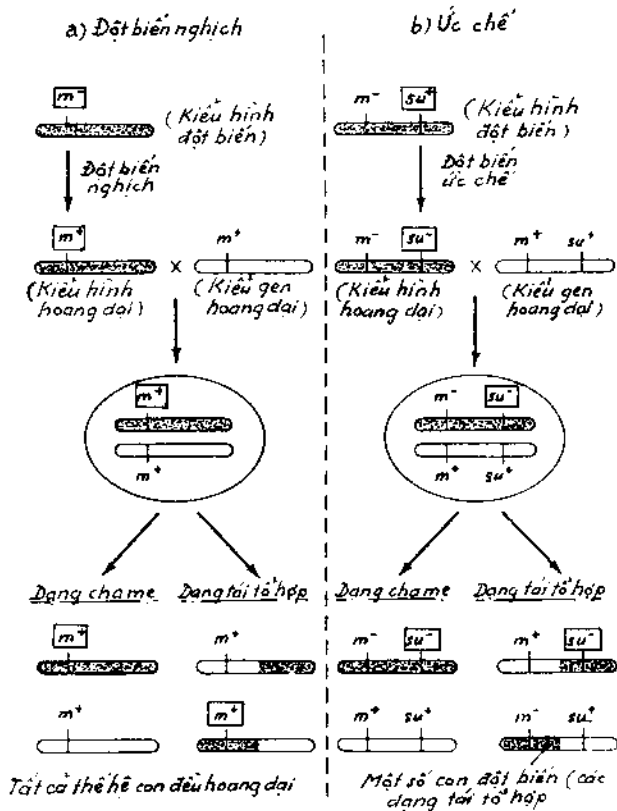 a) Đột biến nghịch
m⁻
(Kiểu hình
đột biến)
Đột biến
nghịch
m⁺
x
m⁺
(Kiểu hình
hoang dại)
(Kiểu gen
hoang dại)
m⁺
m⁺
Dạng cha mẹ
Dạng tái tổ hợp
m⁺
m⁺
m⁺
m⁺
Tất cả thế hệ con đều hoang dại
b) Ức chế
m⁻ su⁺
(Kiểu hình
đột biến)
Đột biến
ức chế
m⁻ su⁻
x
m⁺ su⁺
(Kiểu hình
hoang dại)
(Kiểu gen
hoang dại)
m⁻ su⁻
m⁺ su⁺
Dạng cha mẹ
Dạng tái tổ hợp
m⁻ su⁻
m⁺ su⁻
m⁺ su⁺
m⁻ su⁺
Một số con đột biến (các
dạng tái tổ hợp